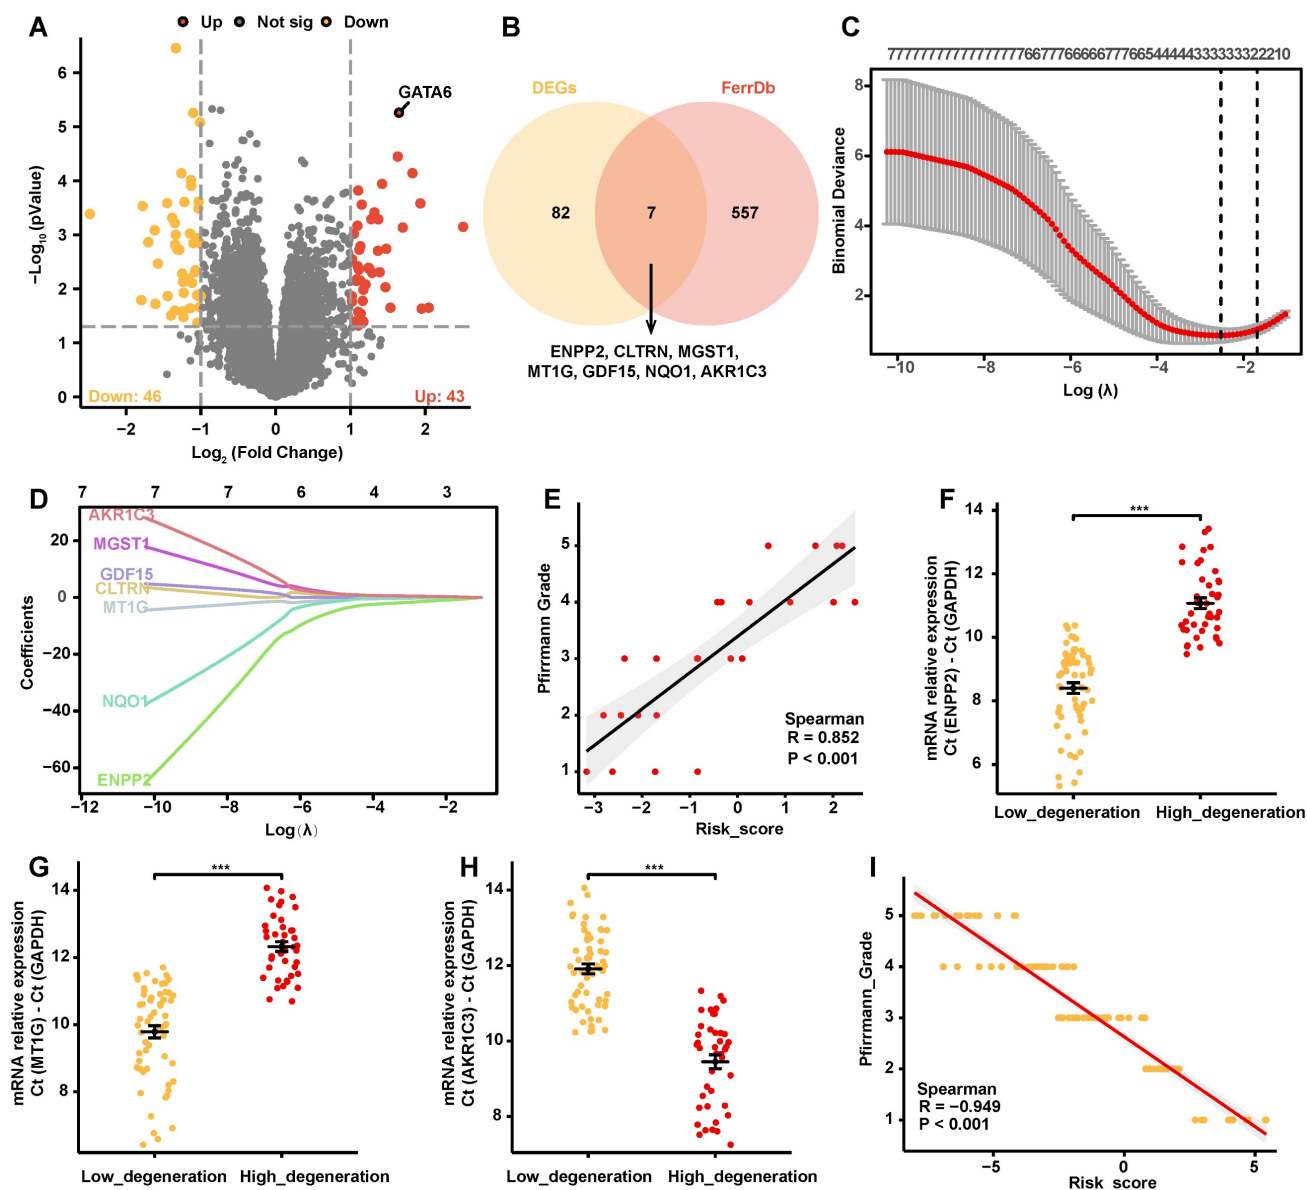 A
Up Not sig Down
GATA6
−Log10 (pValue)
6
5
4
3
2
1
0
Down: 46
Up: 43
−2 −1 0 1 2
Log2 (Fold Change)
B
DEGs
FerrDb
82 7 557
ENPP2, CLTRN, MGST1,
MT1G, GDF15, NQO1, AKR1C3
C
Binomial Deviance
8
6
4
2
−10 −8 −6 −4 −2
Log (λ)
D
7 7 7 6 4 3
Coefficients
20
0
−20
−40
−60
AKR1C3
MGST1
GDF15
CLTRN
MT1G
NQO1
ENPP2
−12 −10 −8 −6 −4 −2
Log(λ)
E
Pfirrmann Grade
5
4
3
2
1
Spearman
R = 0.852
P < 0.001
−3 −2 −1 0 1 2
Risk_score
F
mRNA relative expression
Ct (ENPP2) - Ct (GAPDH)
14
12
10
8
6
***
Low_degeneration High_degeneration
G
mRNA relative expression
Ct (MT1G) - Ct (GAPDH)
14
12
10
8
***
Low_degeneration High_degeneration
H
mRNA relative expression
Ct (AKR1C3) - Ct (GAPDH)
14
12
10
8
***
Low_degeneration High_degeneration
I
Pfirrmann_Grade
5
4
3
2
1
Spearman
R = −0.949
P < 0.001
−5 0 5
Risk_score